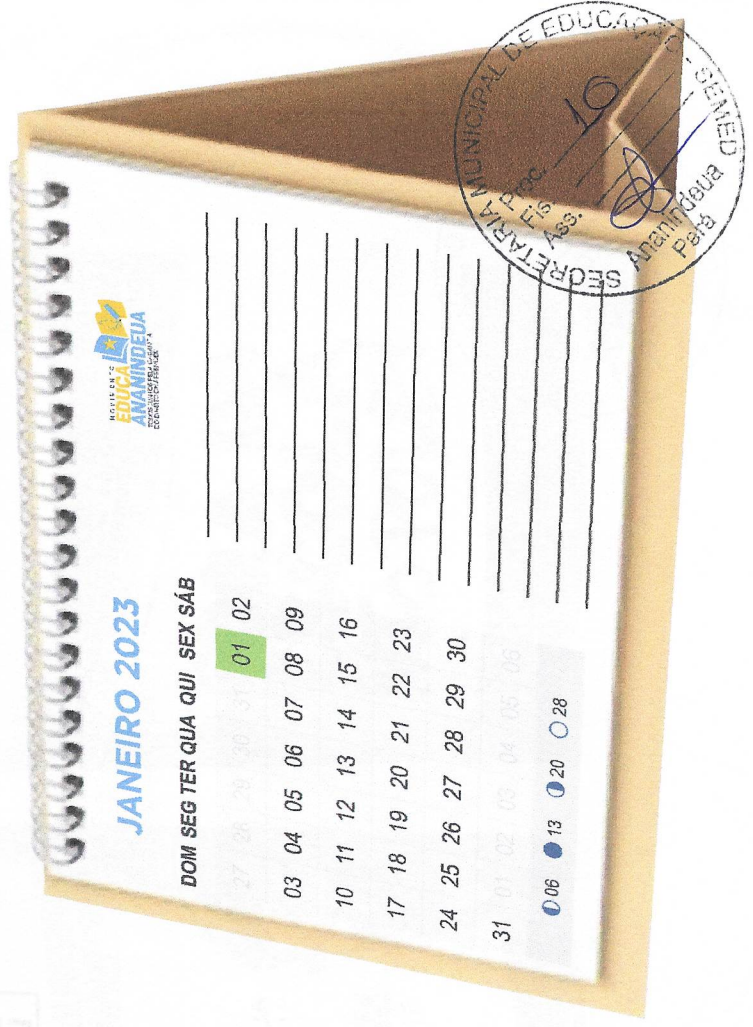 MOVIMENTO
EDUCA
ANANINDEUA
JANEIRO 2023
DOM SEG TER QUA QUI SEX SÁB
27 28 29 30 31 01 02
03 04 05 06 07 08 09
10 11 12 13 14 15 16
17 18 19 20 21 22 23
24 25 26 27 28 29 30
31 01 02 03 04 05 06
06 13 20 28
SECRETARIA MUNICIPAL DE EDUCAÇÃO - SEMED
Proc.
Fls. 10
Ass.
Ananindeua
Pará